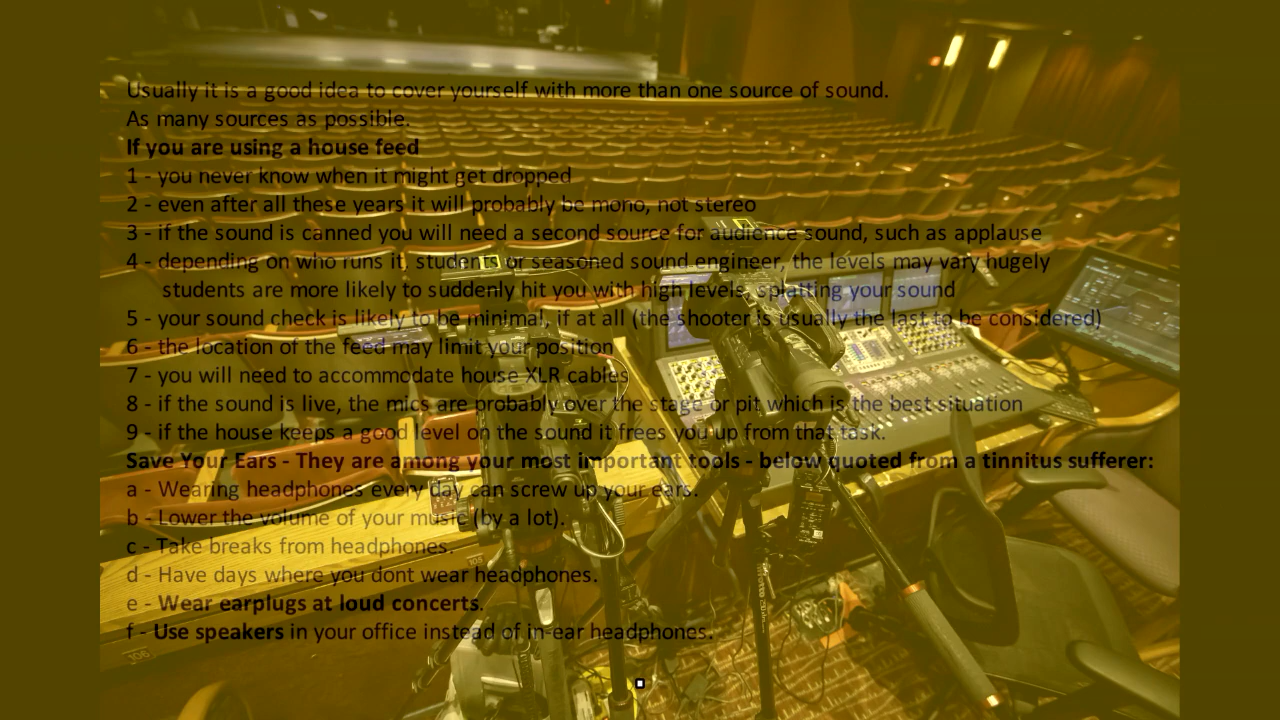 Usually it is a good idea to cover yourself with more than one source of sound.
As many sources as possible.
If you are using a house feed
1 - you never know when it might get dropped
2 - even after all these years it will probably be mono, not stereo
3 - if the sound is canned you will need a second source for audience sound, such as applause
4 - depending on who runs it, students or seasoned sound engineer, the levels may vary hugely
students are more likely to suddenly hit you with high levels, splatting your sound
5 - your sound check is likely to be minimal, if at all (the shooter is usually the last to be considered)
6 - the location of the feed may limit your position
7 - you will need to accommodate house XLR cables
8 - if the sound is live, the mics are probably over the stage or pit which is the best situation
9 - if the house keeps a good level on the sound it frees you up from that task.
Save Your Ears - They are among your most important tools - below quoted from a tinnitus sufferer:
a - Wearing headphones every day can screw up your ears.
b - Lower the volume of your music (by a lot).
c - Take breaks from headphones.
d - Have days where you dont wear headphones.
e - Wear earplugs at loud concerts.
f - Use speakers in your office instead of in-ear headphones.